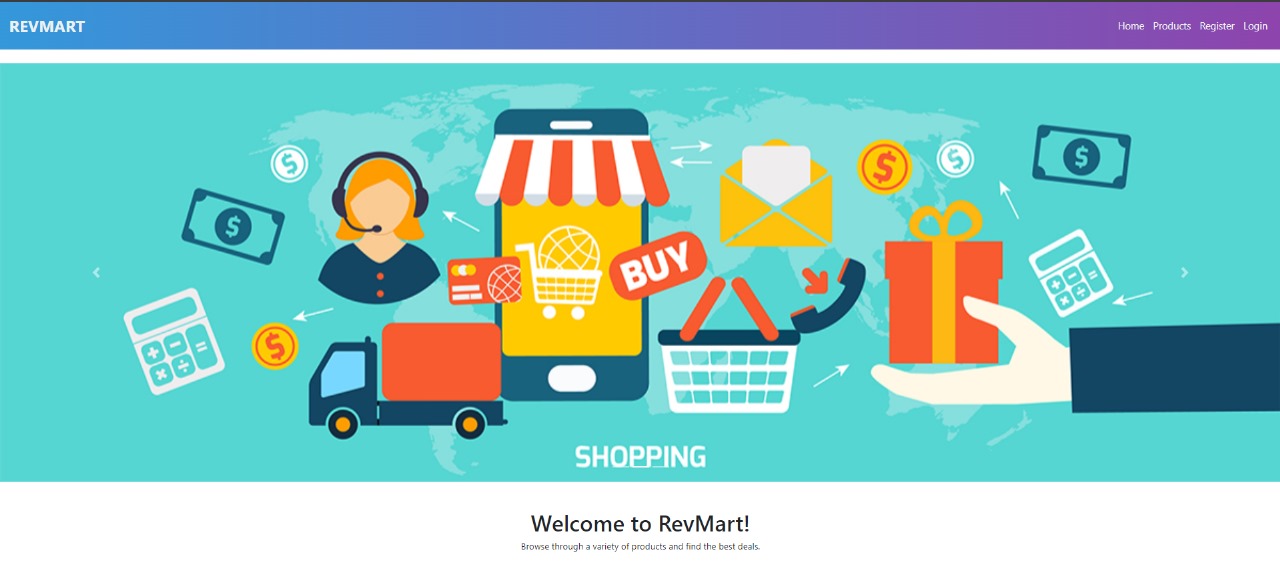 REVMART
Home Products Register Login
BUY
SHOPPING
Welcome to RevMart!
Browse through a variety of products and find the best deals.